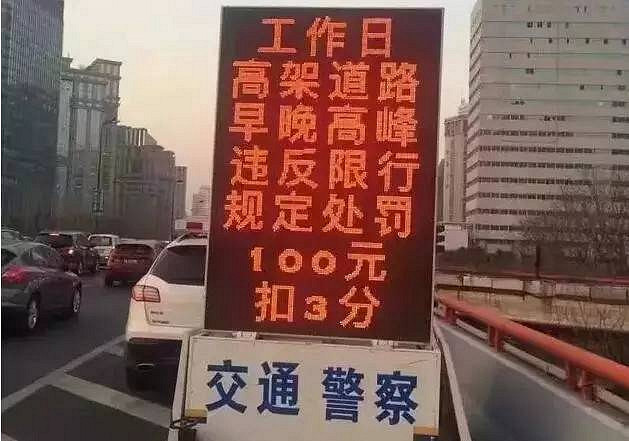 工作日
高架道路
早晚高峰
违反限行
规定处罚
100元
扣3分
交通 警察